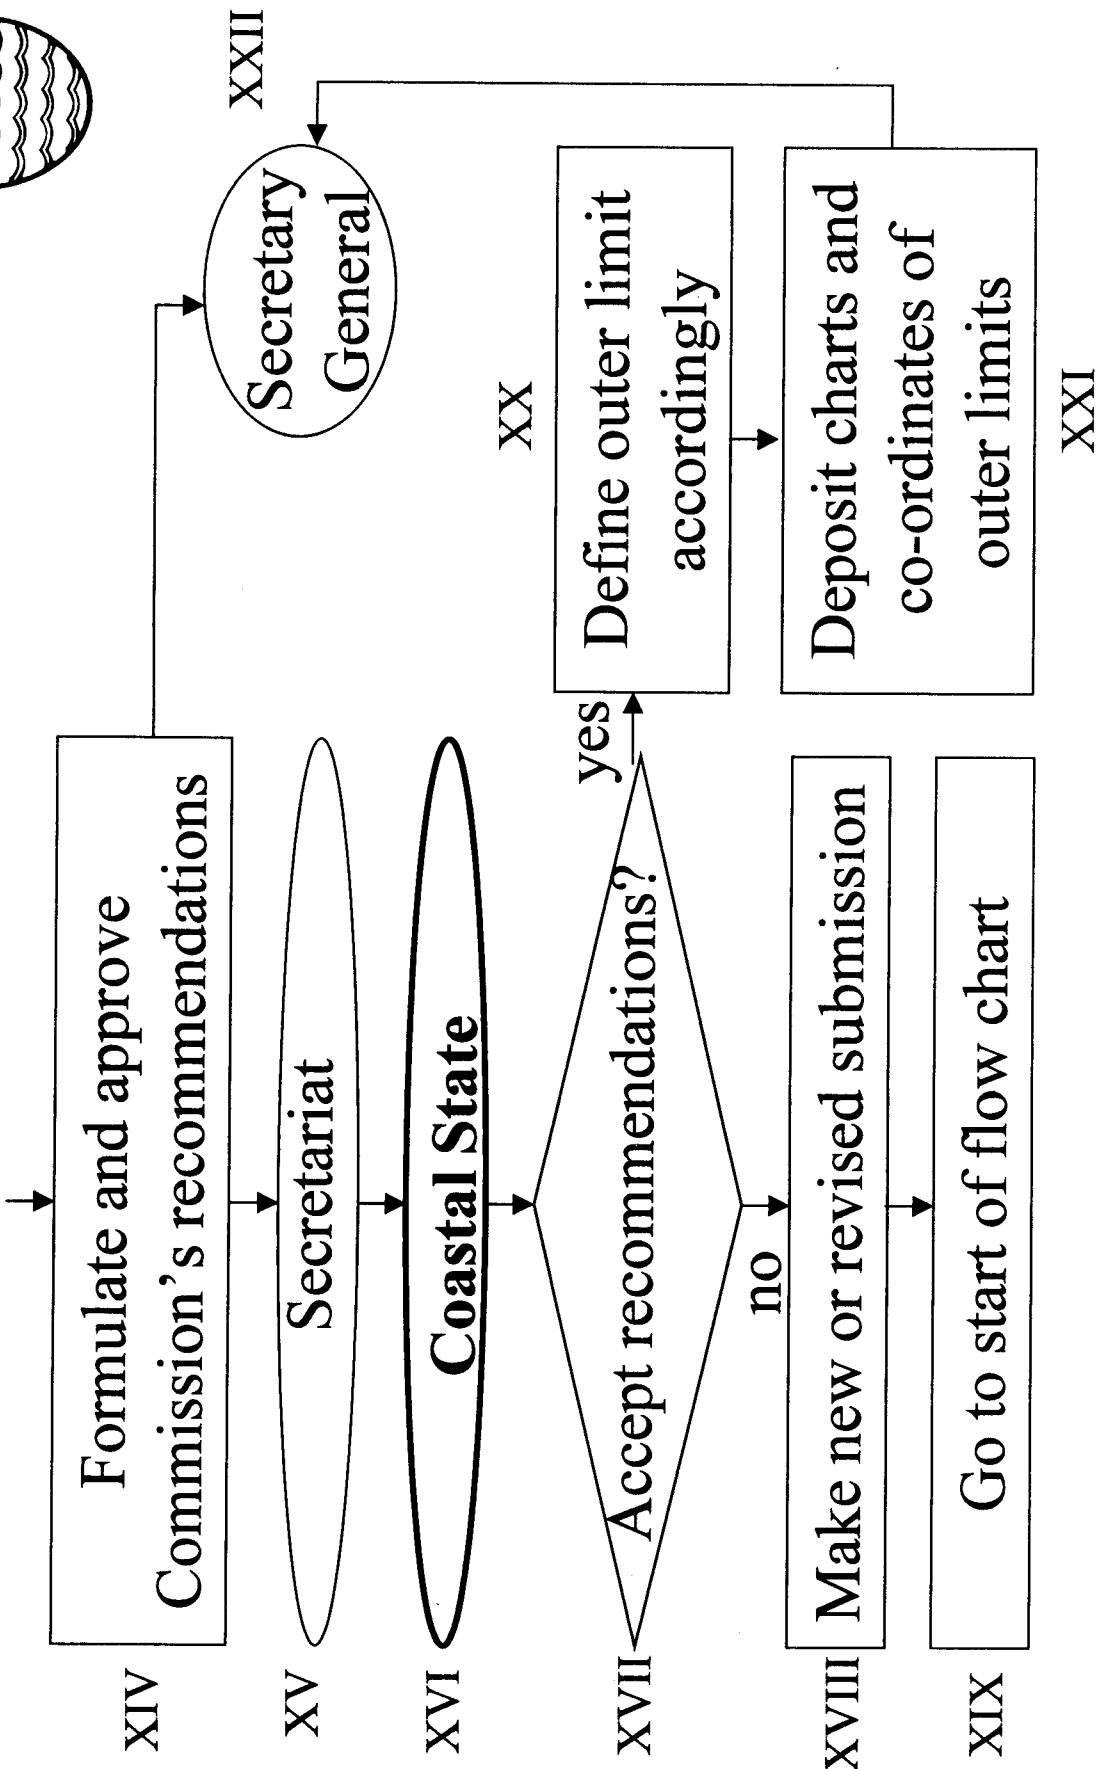 XIV
Formulate and approve
Commission's recommendations
XV
Secretariat
XVI
Coastal State
XVII
Accept recommendations?
yes
no
XVIII
Make new or revised submission
XIX
Go to start of flow chart
XX
Define outer limit
accordingly
Deposit charts and
co-ordinates of
outer limits
XXI
Secretary
General
XXII